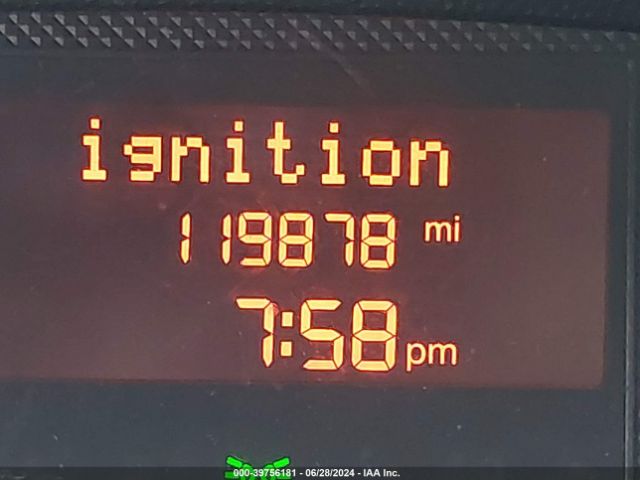 ignition
119878 mi
7:58 pm
000-39756181 - 06/28/2024 - IAA Inc.